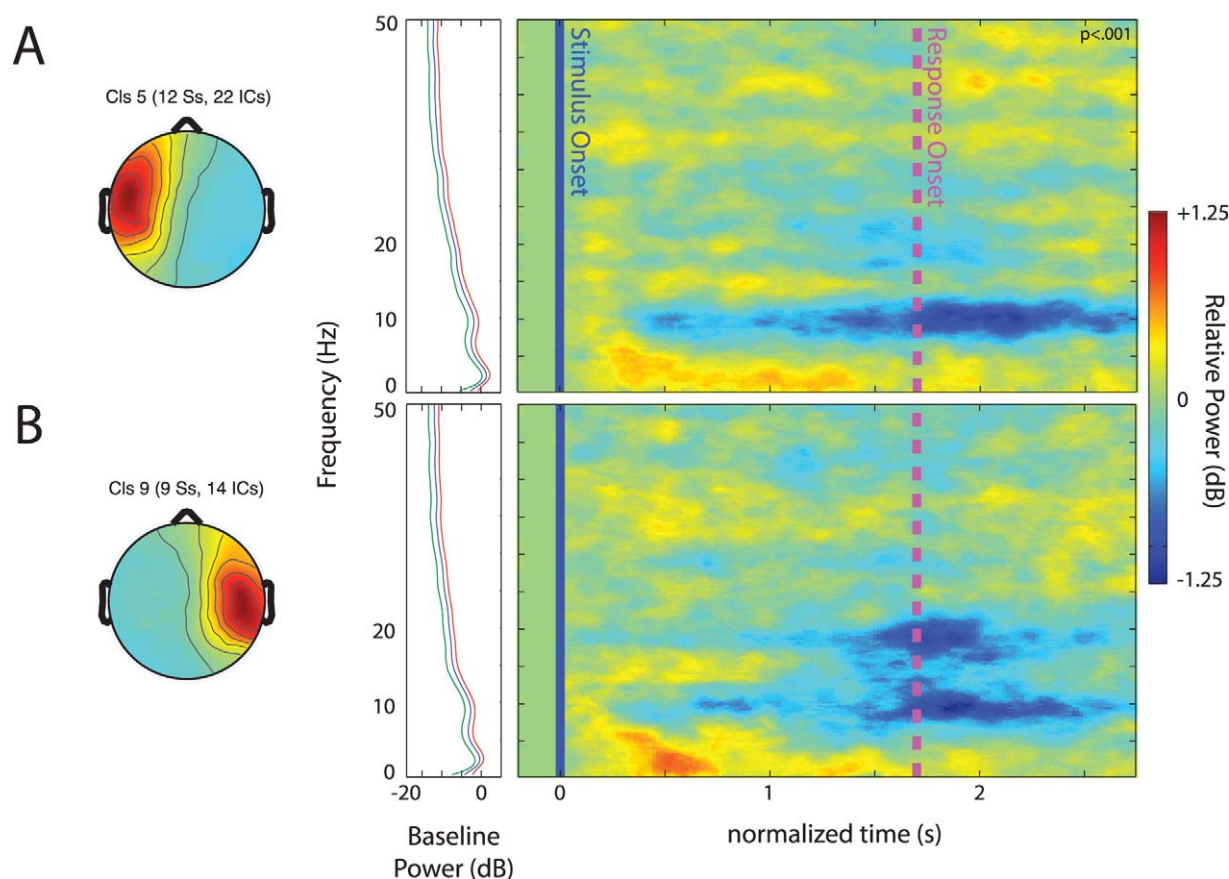 A
Cls 5 (12 Ss, 22 ICs)
50
20
10
0
Stimulus Onset
Response Onset
p<.001
Frequency (Hz)
B
Cls 9 (9 Ss, 14 ICs)
50
20
10
0
-20
0
Baseline
Power (dB)
0
1
2
normalized time (s)
+1.25
0
-1.25
Relative Power (dB)